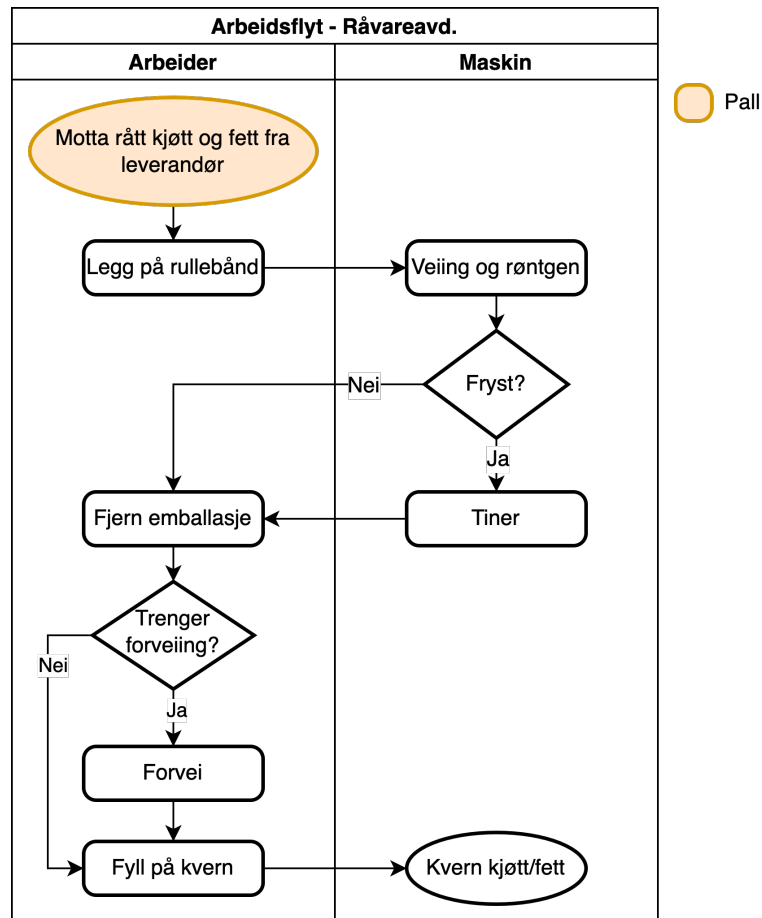 Arbeidsflyt - Råvareavd.
Arbeider
Maskin
Pall
Motta rått kjøtt og fett fra
leverandør
Legg på rullebånd
Veiing og røntgen
Fryst?
Nei
Ja
Fjern emballasje
Tiner
Trenger
forveiing?
Nei
Ja
Forvei
Fyll på kvern
Kvern kjøtt/fett